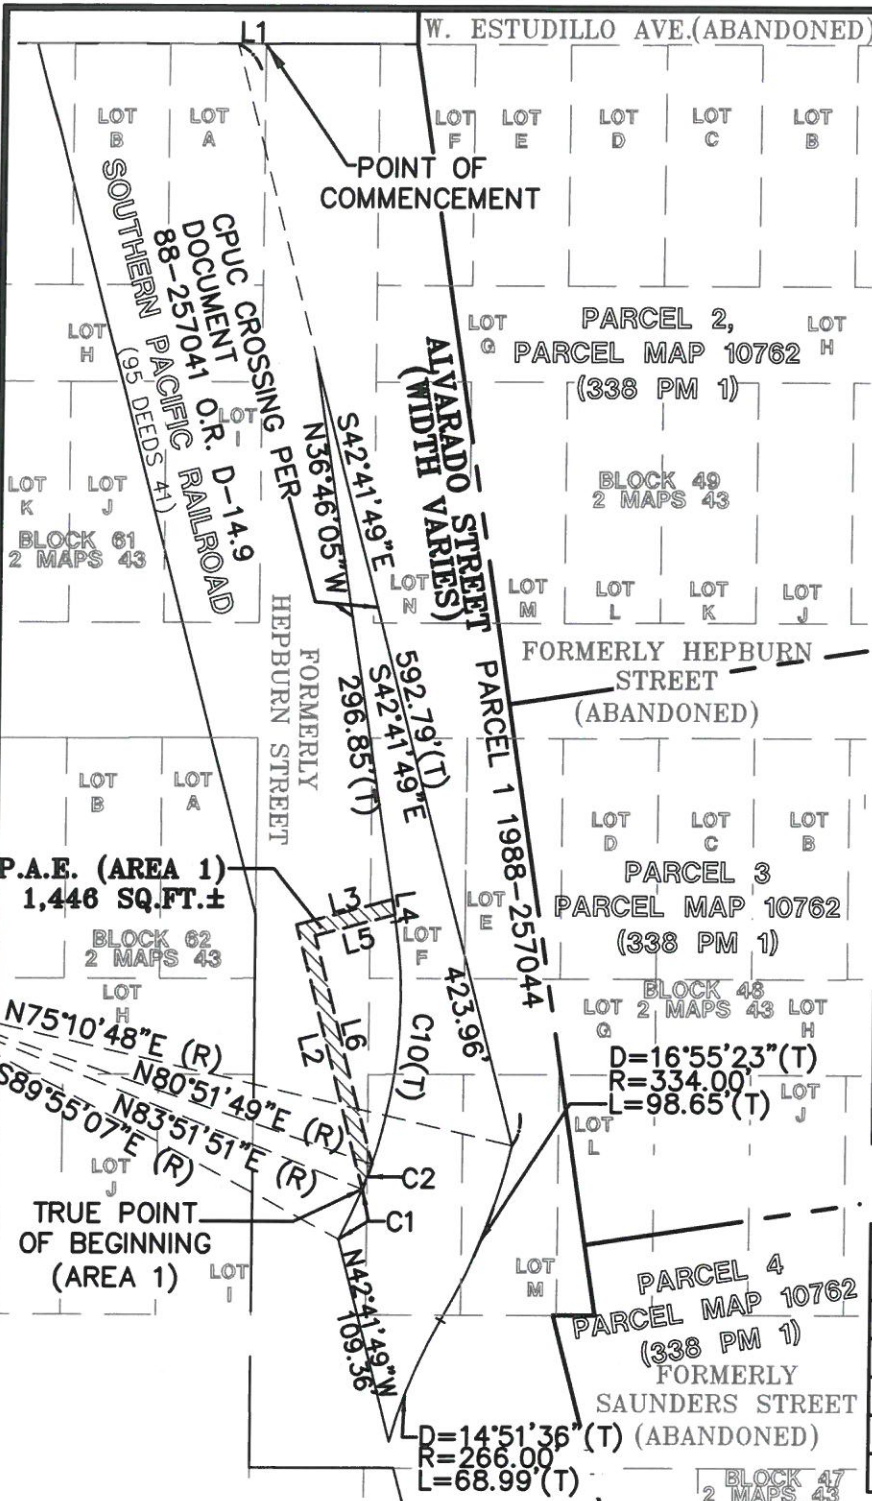 L1
W. ESTUDILLO AVE.(ABANDONED)
LOT
B
LOT
A
LOT
F
LOT
E
LOT
D
LOT
C
LOT
B
POINT OF
COMMENCEMENT
SOUTHERN PACIFIC RAILROAD
(95 DEEDS 41)
CPUC CROSSING PER
DOCUMENT
88-257041 O.R. D-14.9
LOT
H
LOT
I
LOT
G
PARCEL 2,
PARCEL MAP 10762
(338 PM 1)
LOT
H
ALVARADO STREET
(WIDTH VARIES)
S42°41'49"E
N36°46'05"W
LOT
K
LOT
J
BLOCK 61
2 MAPS 43
BLOCK 49
2 MAPS 43
LOT
N
LOT
M
LOT
L
LOT
K
LOT
J
FORMERLY
HEPBURN STREET
FORMERLY HEPBURN
STREET
(ABANDONED)
592.79'(T)
S42°41'49"E
296.85'(T)
PARCEL 1 1988-257044
LOT
B
LOT
A
LOT
D
LOT
C
LOT
B
P.A.E. (AREA 1)
1,446 SQ.FT.±
L3
L4
L5
LOT
E
LOT
F
PARCEL 3
PARCEL MAP 10762
(338 PM 1)
BLOCK 62
2 MAPS 43
BLOCK 48
2 MAPS 43
LOT
H
LOT
G
LOT
H
423.96'
C10(T)
L2
L6
N75°10'48"E (R)
N80°51'49"E (R)
N83°51'51"E (R)
S89°55'07"E (R)
D=16°55'23"(T)
R=334.00'
L=98.65'(T)
LOT
J
LOT
L
LOT
J
C2
C1
TRUE POINT
OF BEGINNING
(AREA 1)
LOT
I
N42°41'49"W
109.36'
LOT
M
PARCEL 4
PARCEL MAP 10762
(338 PM 1)
FORMERLY
SAUNDERS STREET
(ABANDONED)
D=14°51'36"(T)
R=266.00'
L=68.99'(T)
BLOCK 47
2 MAPS 43